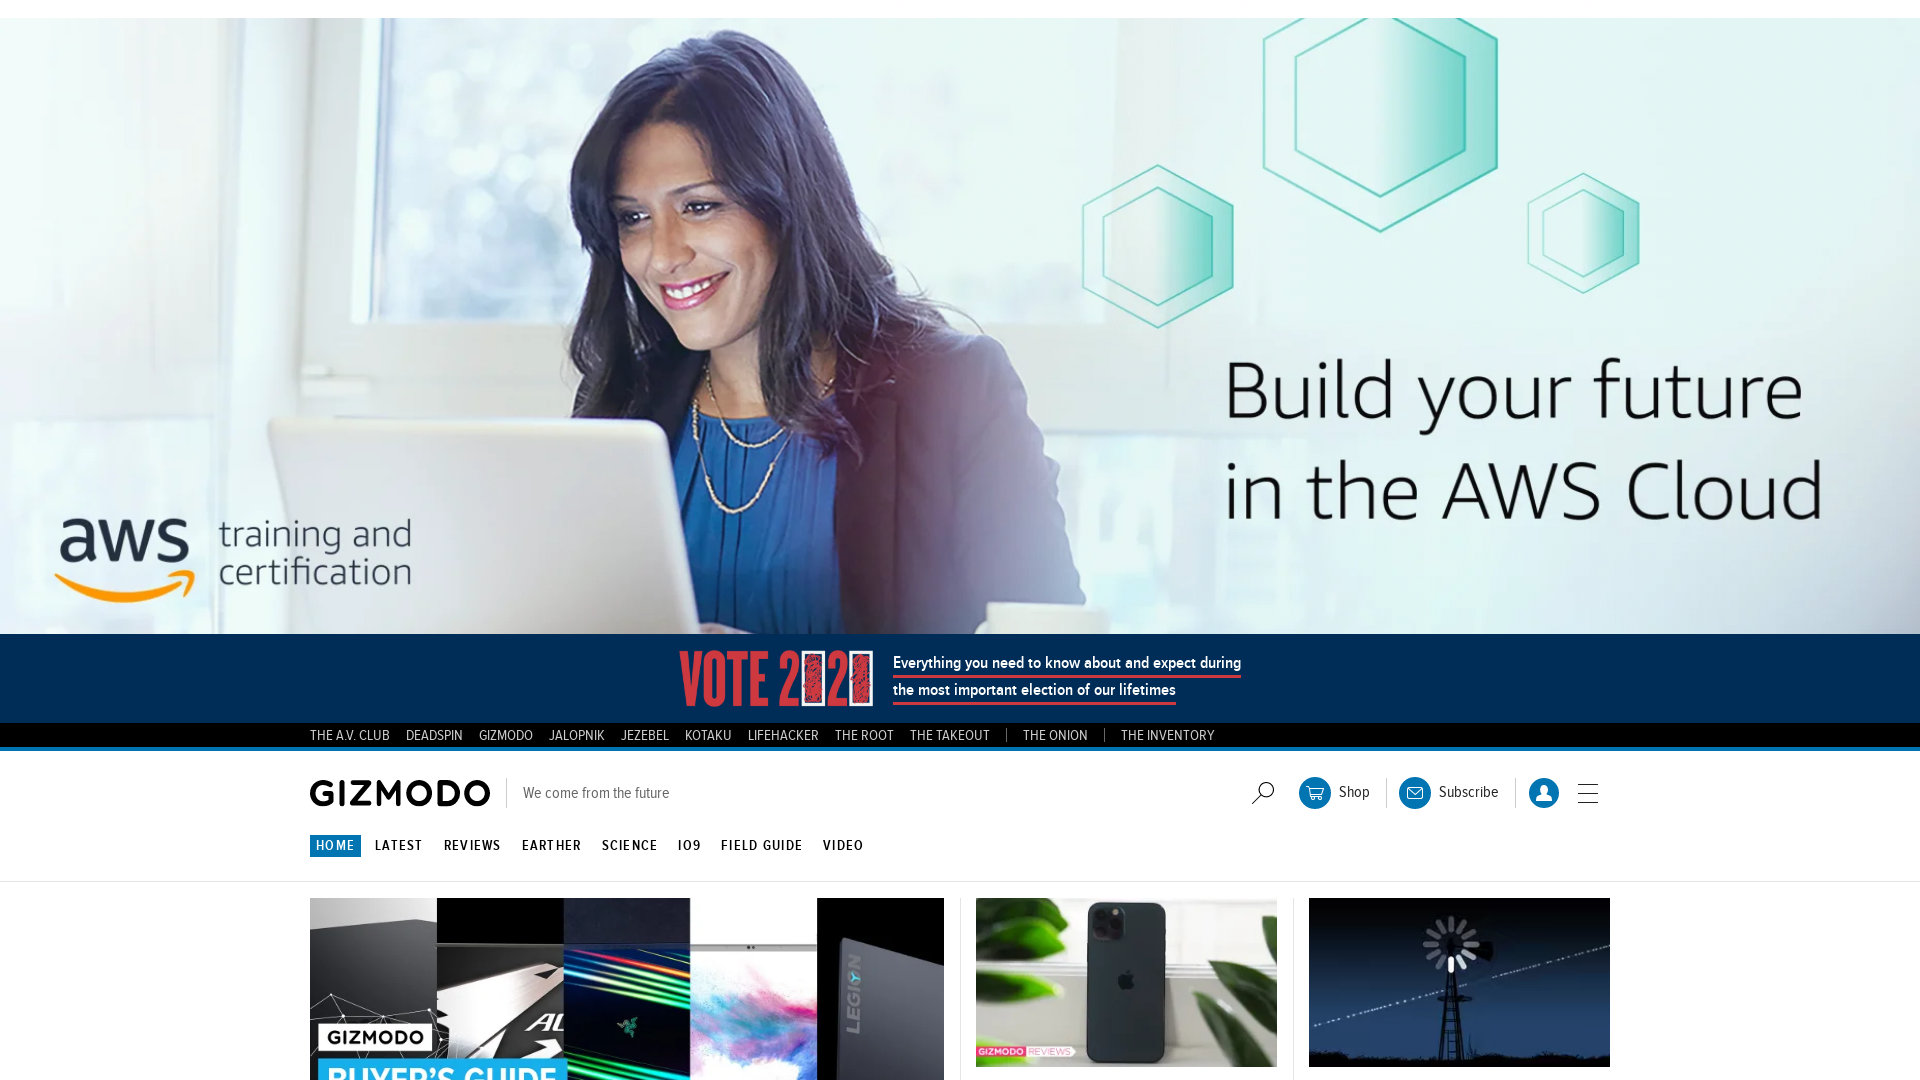 Build your future
in the AWS Cloud
aws training and
certification
VOTE 2020
Everything you need to know about and expect during
the most important election of our lifetimes
THE A.V. CLUB DEADSPIN GIZMODO JALOPNIK JEZEBEL KOTAKU LIFEHACKER THE ROOT THE TAKEOUT THE ONION THE INVENTORY
GIZMODO We come from the future Shop Subscribe
HOME LATEST REVIEWS EARTHER SCIENCE IO9 FIELD GUIDE VIDEO
LEGION
GIZMODO
BUYER'S GUIDE
GIZMODO REVIEWS